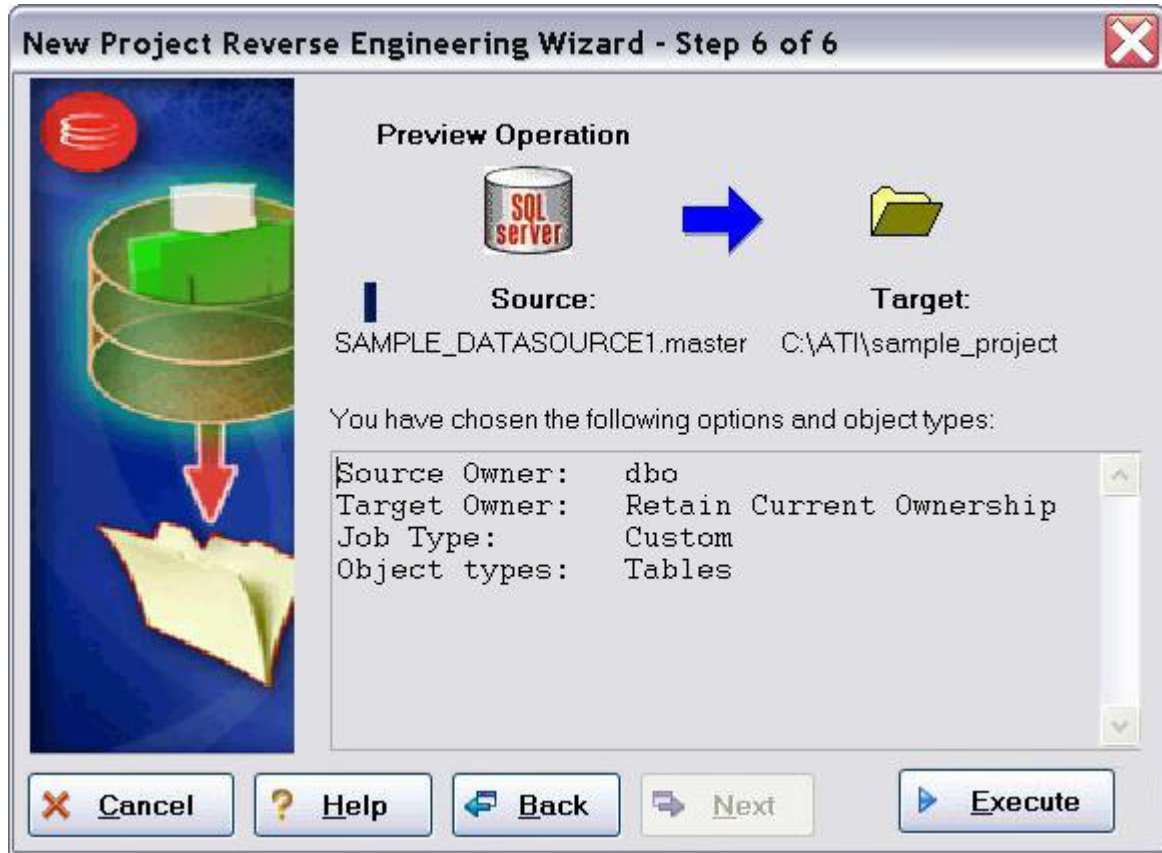 New Project Reverse Engineering Wizard - Step 6 of 6
Preview Operation
SQL
server
Source:
Target:
SAMPLE_DATASOURCE1.master
C:\ATI\sample_project
You have chosen the following options and object types:
Source Owner: dbo
Target Owner: Retain Current Ownership
Job Type: Custom
Object types: Tables
Cancel
Help
Back
Next
Execute